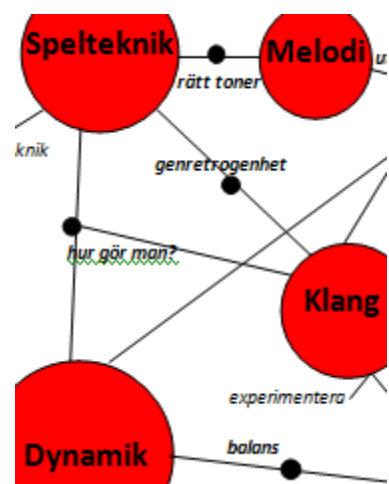 Spelteknik
Melodi
rätt toner
knik
genretrogenhet
hur gör man?
Klang
experimentera
balans
Dynamik